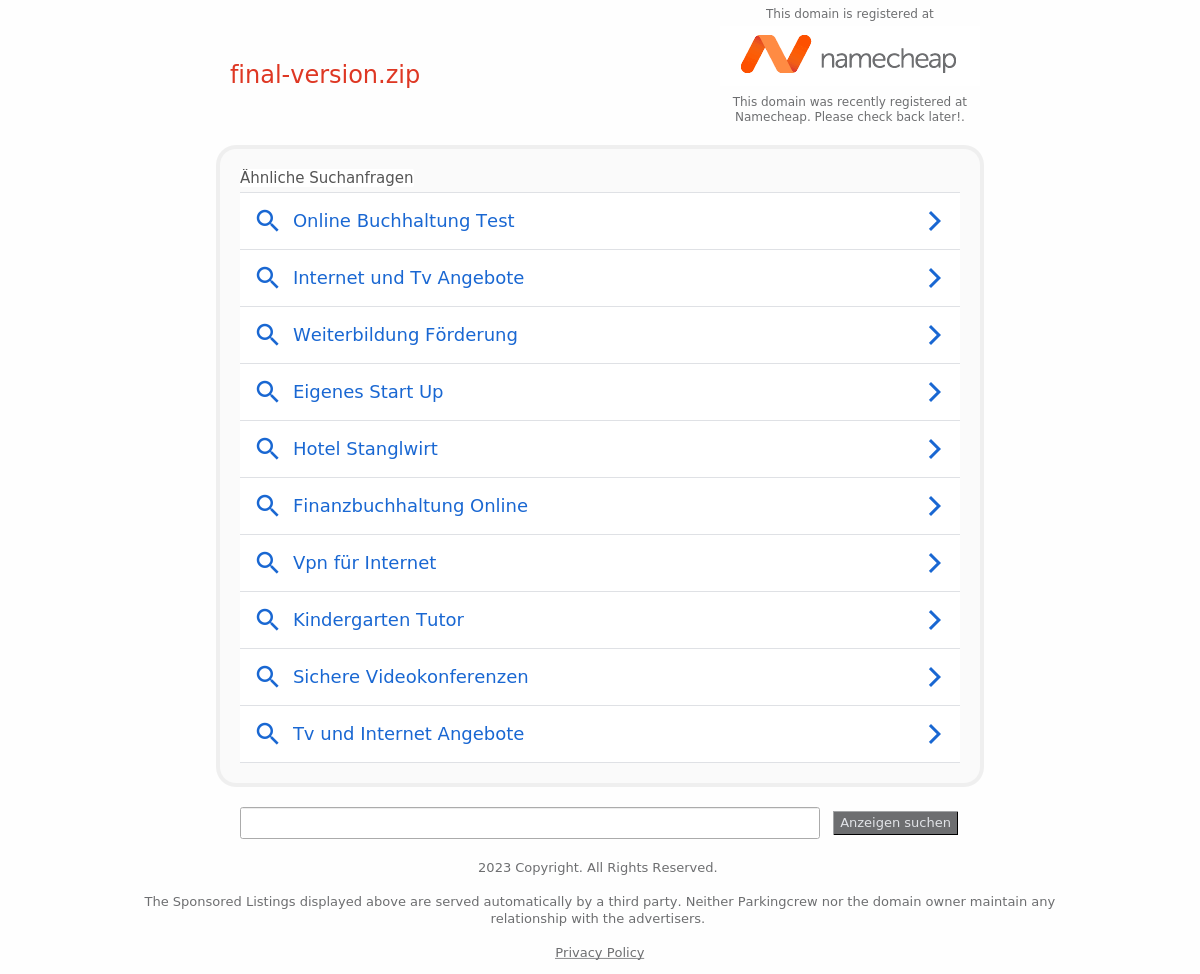 This domain is registered at
namecheap
final-version.zip
This domain was recently registered at
Namecheap. Please check back later!.
Ähnliche Suchanfragen
Online Buchhaltung Test
Internet und Tv Angebote
Weiterbildung Förderung
Eigenes Start Up
Hotel Stanglwirt
Finanzbuchhaltung Online
Vpn für Internet
Kindergarten Tutor
Sichere Videokonferenzen
Tv und Internet Angebote
Anzeigen suchen
2023 Copyright. All Rights Reserved.
The Sponsored Listings displayed above are served automatically by a third party. Neither Parkingcrew nor the domain owner maintain any
relationship with the advertisers.
Privacy Policy